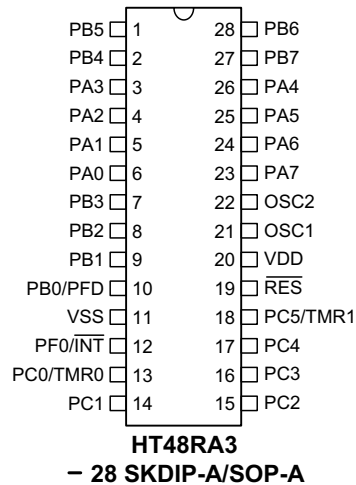 PB5 1 28 PB6
PB4 2 27 PB7
PA3 3 26 PA4
PA2 4 25 PA5
PA1 5 24 PA6
PA0 6 23 PA7
PB3 7 22 OSC2
PB2 8 21 OSC1
PB1 9 20 VDD
PB0/PFD 10 19 R̅E̅S̅
VSS 11 18 PC5/TMR1
PF0/I̅N̅T̅ 12 17 PC4
PC0/TMR0 13 16 PC3
PC1 14 15 PC2
HT48RA3
– 28 SKDIP-A/SOP-A